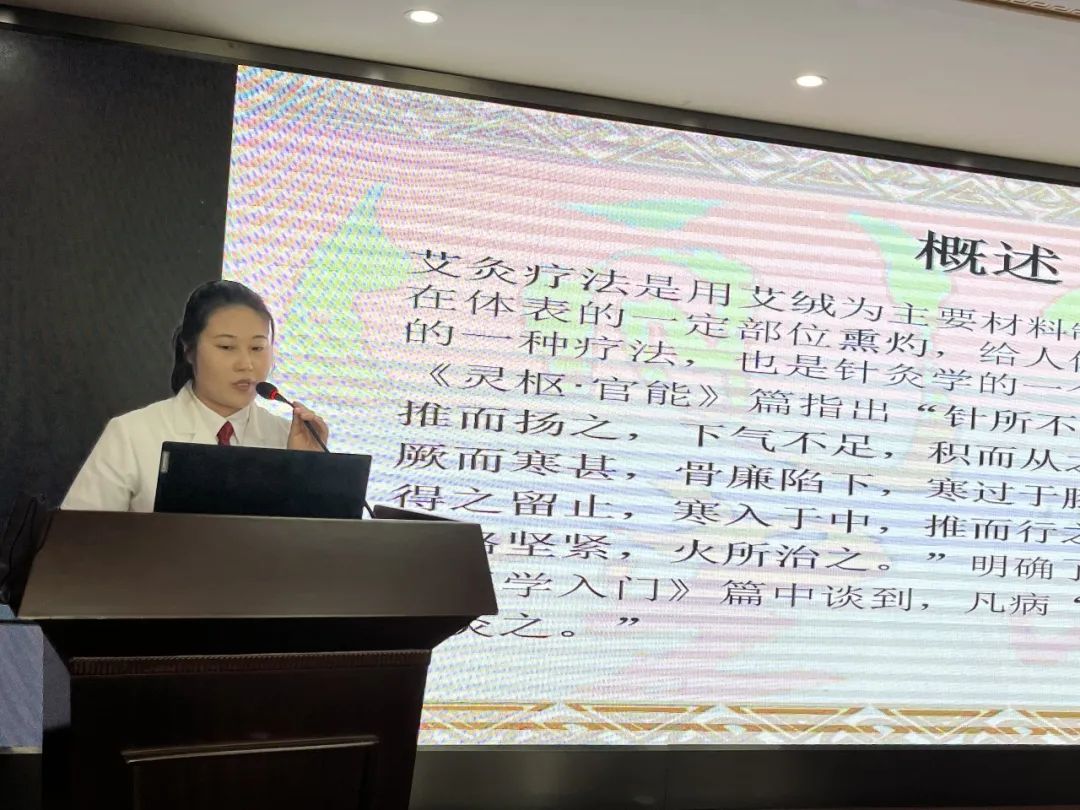 概述
艾灸疗法是用艾绒为主要材料
在体表的一定部位熏灼，给人
的一种疗法，也是针灸学的一
《灵枢·官能》篇指出“针所不
推而扬之，下气不足，积而从
厥而寒甚，骨廉陷下，寒过于
得之留止，寒入于中，推而行之
坚紧，火所治之。”明确
学入门》篇中谈到，凡病“
灸之。”